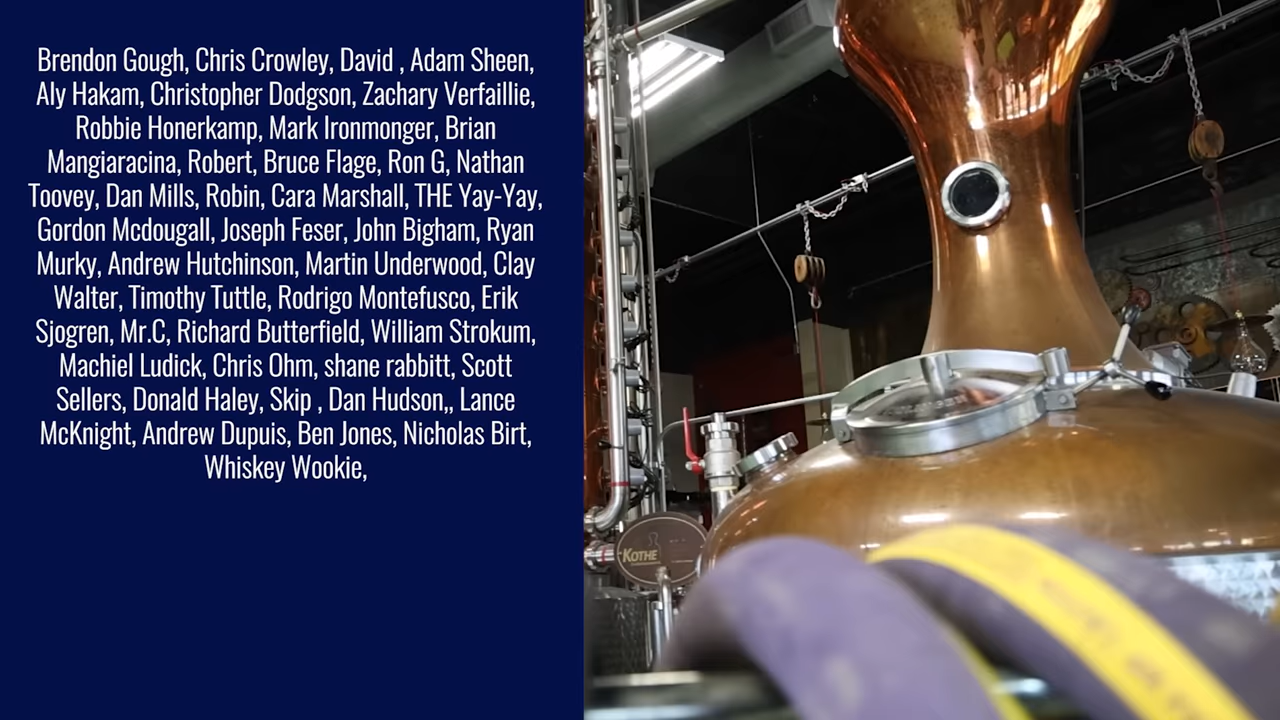 Brendon Gough, Chris Crowley, David , Adam Sheen,
Aly Hakam, Christopher Dodgson, Zachary Verfaillie,
Robbie Honerkamp, Mark Ironmonger, Brian
Mangiaracina, Robert, Bruce Flage, Ron G, Nathan
Toovey, Dan Mills, Robin, Cara Marshall, THE Yay-Yay,
Gordon Mcdougall, Joseph Feser, John Bigham, Ryan
Murky, Andrew Hutchinson, Martin Underwood, Clay
Walter, Timothy Tuttle, Rodrigo Montefusco, Erik
Sjogren, Mr.C, Richard Butterfield, William Strokum,
Machiel Ludick, Chris Ohm, shane rabbitt, Scott
Sellers, Donald Haley, Skip , Dan Hudson,, Lance
McKnight, Andrew Dupuis, Ben Jones, Nicholas Birt,
Whiskey Wookie,
KOTHE